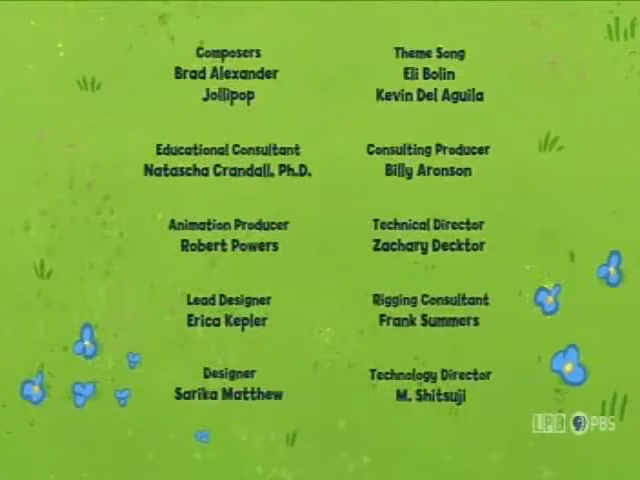 Composers
Brad Alexander
Jollipop
Theme Song
Eli Bolin
Kevin Del Aguila
Educational Consultant
Natascha Crandall, Ph.D.
Consulting Producer
Billy Aronson
Animation Producer
Robert Powers
Technical Director
Zachary Decktor
Lead Designer
Erica Kepler
Rigging Consultant
Frank Summers
Designer
Sarika Matthew
Technology Director
M. Shitsuji
LPB PBS